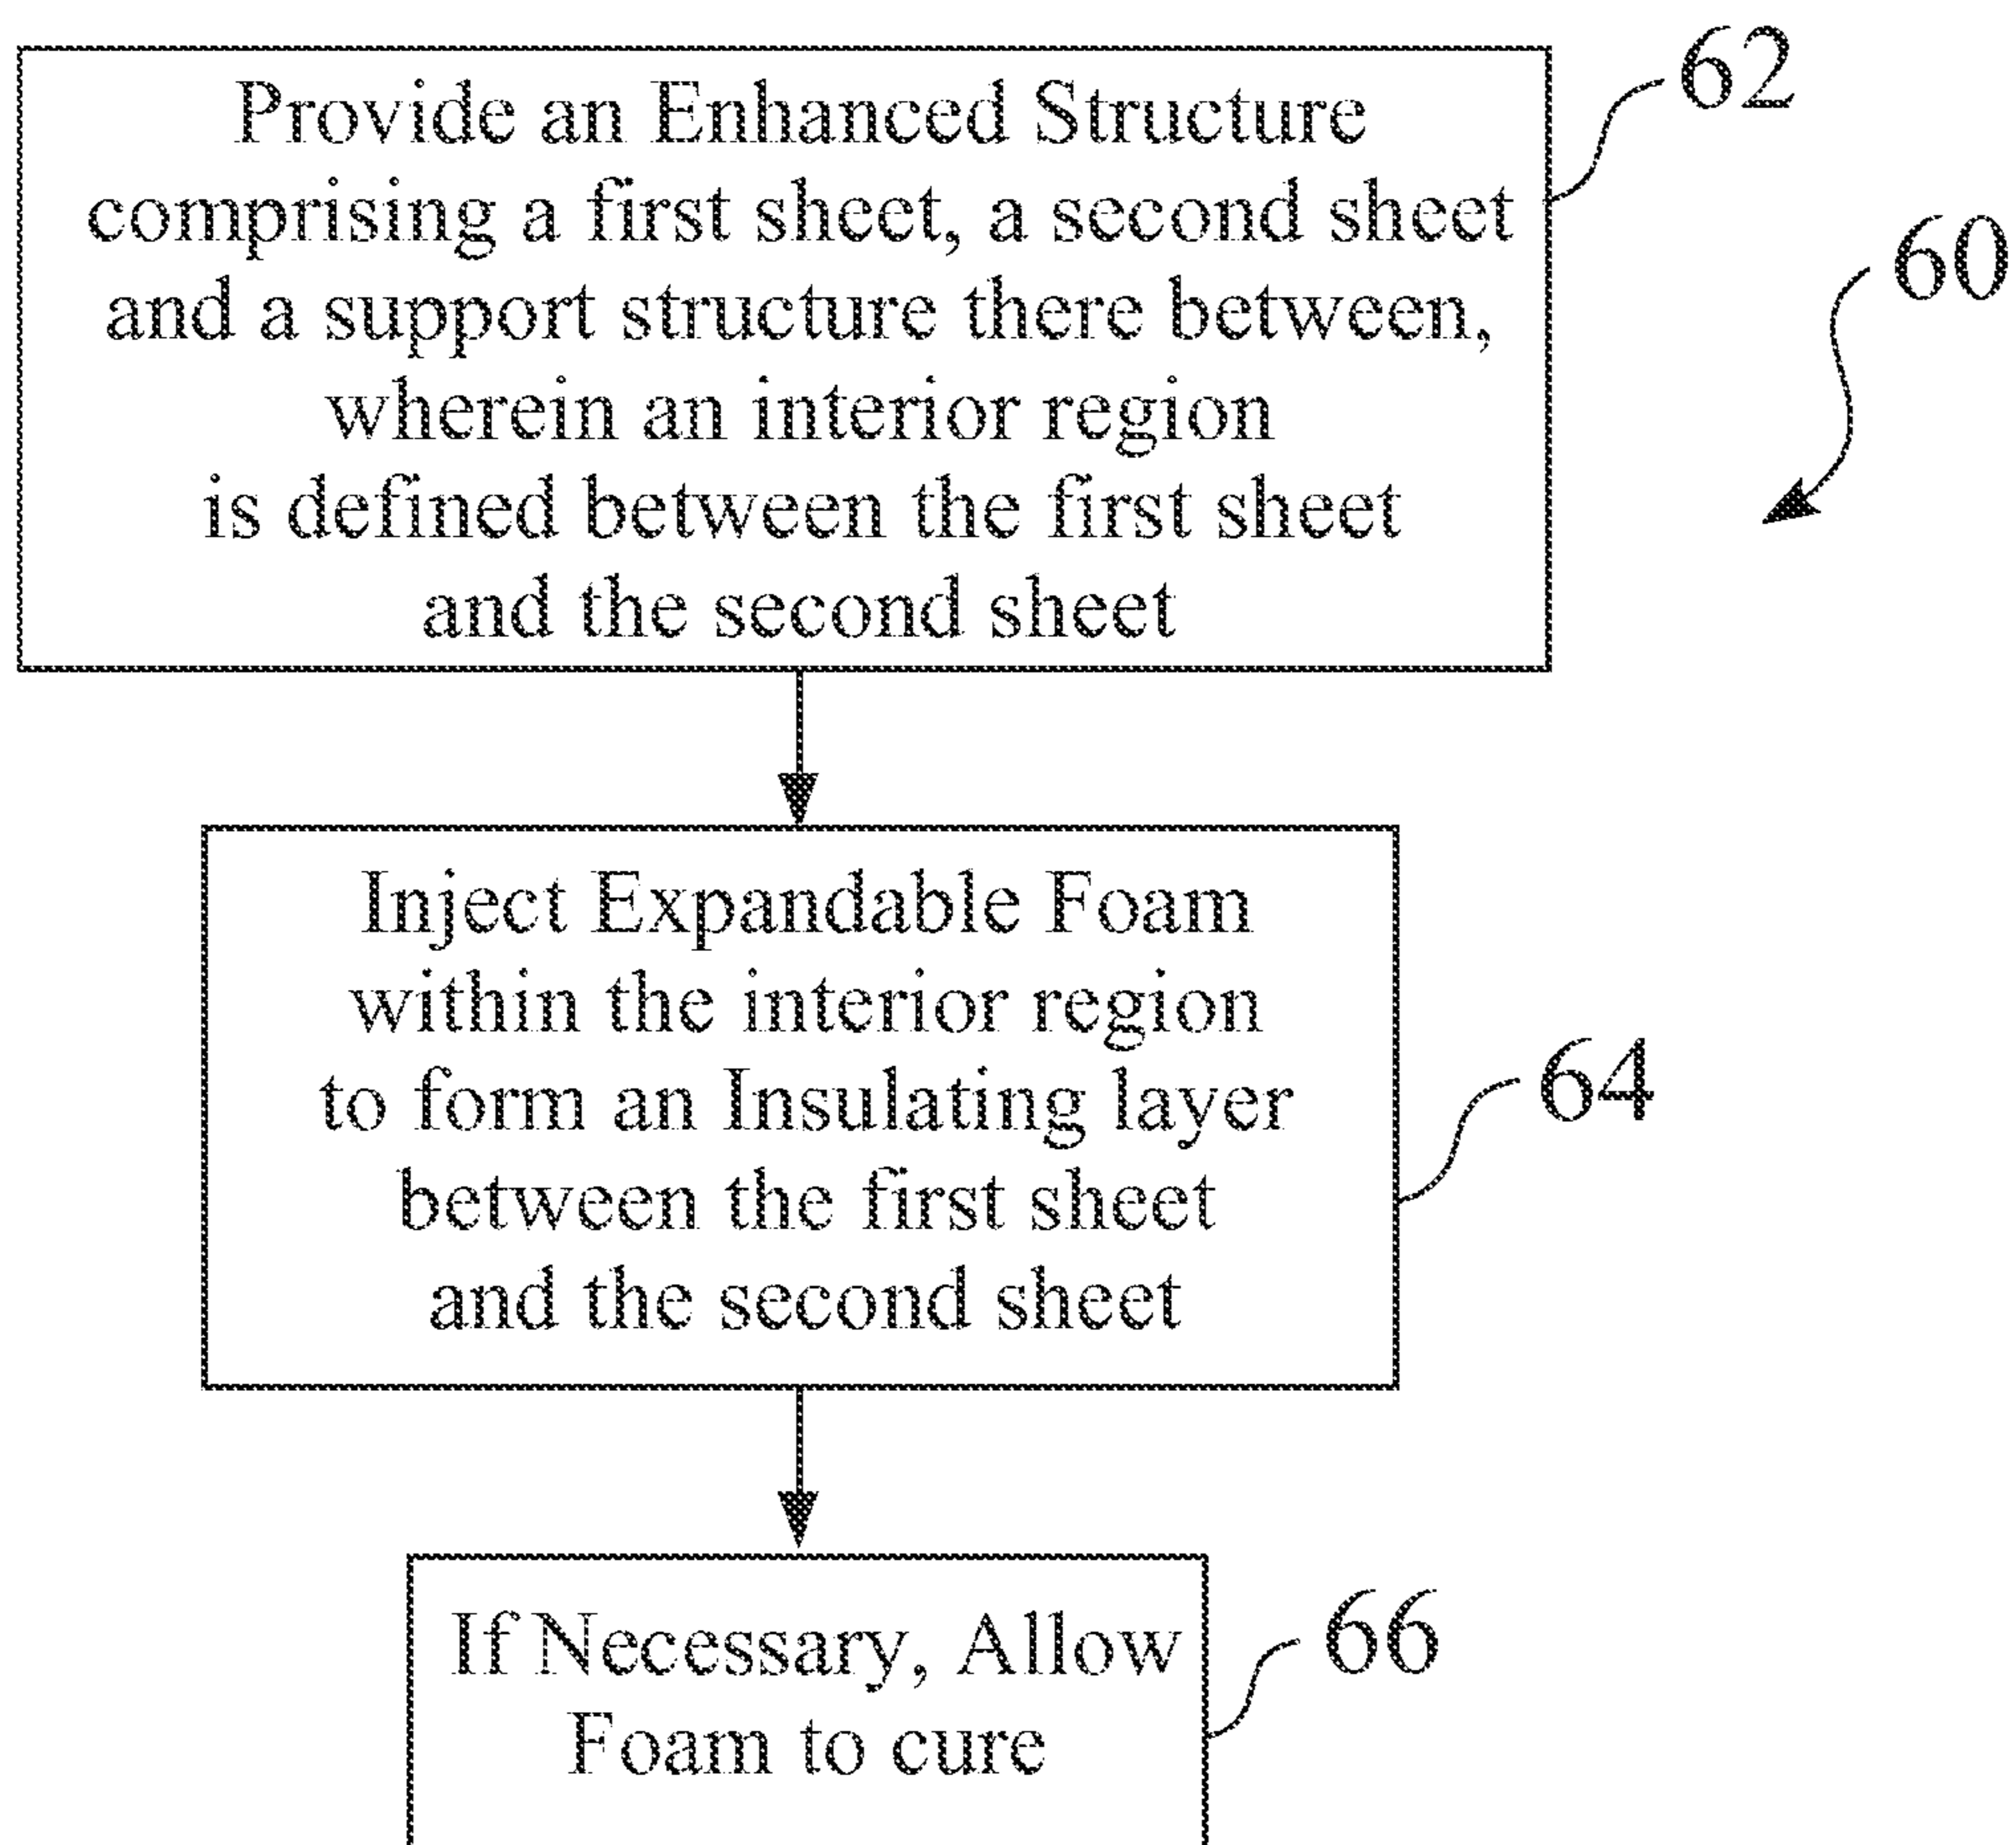 Provide an Enhanced Structure
comprising a first sheet, a second sheet
and a support structure there between,
wherein an interior region
is defined between the first sheet
and the second sheet
62
60
Inject Expandable Foam
within the interior region
to form an Insulating layer
between the first sheet
and the second sheet
64
If Necessary, Allow
Foam to cure
66